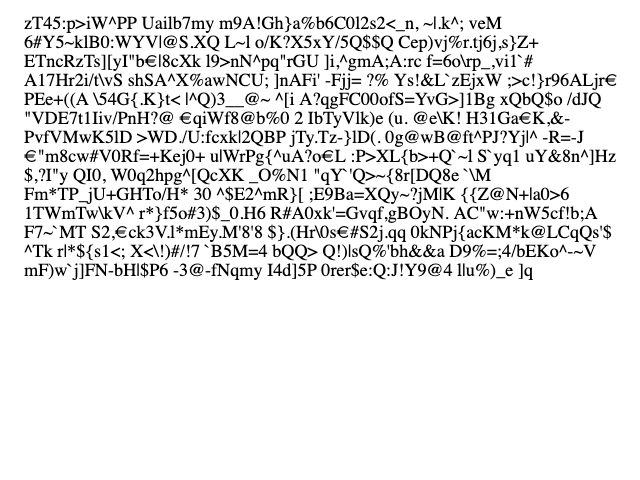 zT45:p>iW^PP Uailb7my m9A!Gh}a%b6C0l2s2<_n, ~|.k^; veM
6#Y5~klB0:WYV|@S.XQ L~l o/K?X5xY/5Q$$Q Cep)vj%r.tj6j,s}Z+
ETncRzTs][yI"b€|8cXk l9>nN^pq"rGU ]i,^gmA;A:rc f=6o\rp_,vi1`#
A17Hr2i/t\vS shSA^X%awNCU; ]nAFi' -Fjj= ?% Ys!&L`zEjxW ;>c!}r96ALjr€
PEe+((A \54G{.K}t< |^Q)3__@~ ^[i A?qgFC00ofS=YvG>]1Bg xQbQ$o /dJQ
"VDE7t1Iiv/PnH?@ €qiWf8@b%0 2 IbTyVlk)e (u. @e\K! H31Ga€K,&-
PvfVMwK5lD >WD./U:fcxk|2QBP jTy.Tz-}lD(. 0g@wB@ft^PJ?Yj|^ -R=-J
€"m8cw#V0Rf=+Kej0+ u|WrPg{^uA?o€L :P>XL{b>+Q`~l S`yq1 uY&8n^]Hz
$,?I"y QI0, W0q2hpg^[QcXK _O%N1 "qY`'Q>~{8r[DQ8e `\M
Fm*TP_jU+GHTo/H* 30 ^$E2^mR}[ ;E9Ba=XQy~?jM|K {{Z@N+|a0>6
1TWmTw\kV^ r*}f5o#3)$_0.H6 R#A0xk'=Gvqf,gBOyN. AC"w:+nW5cf!b;A
F7~`MT S2,€ck3V.l*mEy.M'8'8 $}.(Hr\0s€#S2j.qq 0kNPj{acKM*k@LCqQs'$
^Tk r|*${s1<; X<\!)#/!7 `B5M=4 bQQ> Q!)|sQ%'bh&&a D9%=;4/bEKo^-~V
mF)w`j]FN-bH|$P6 -3@-fNqmy I4d]5P 0rer$e:Q:J!Y9@4 l|u%)_e ]q